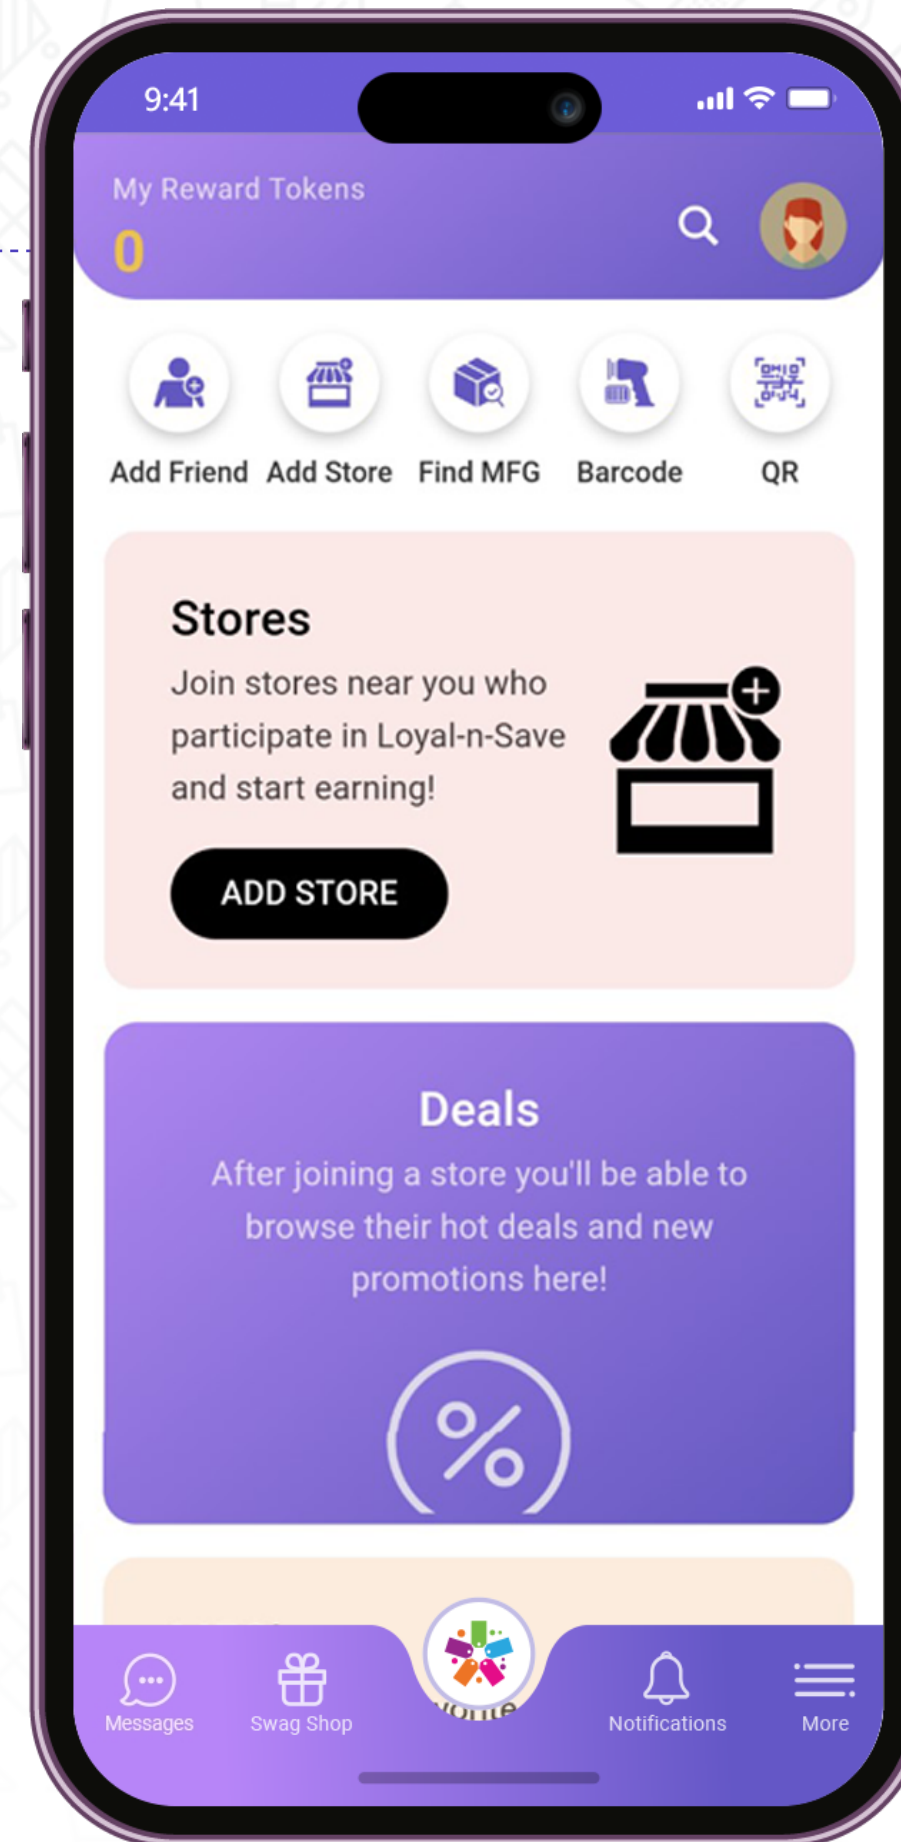 9:41
My Reward Tokens
0
Add Friend Add Store Find MFG Barcode QR
Stores
Join stores near you who
participate in Loyal-n-Save
and start earning!
ADD STORE
Deals
After joining a store you'll be able to
browse their hot deals and new
promotions here!
%
Messages Swag Shop Notifications More